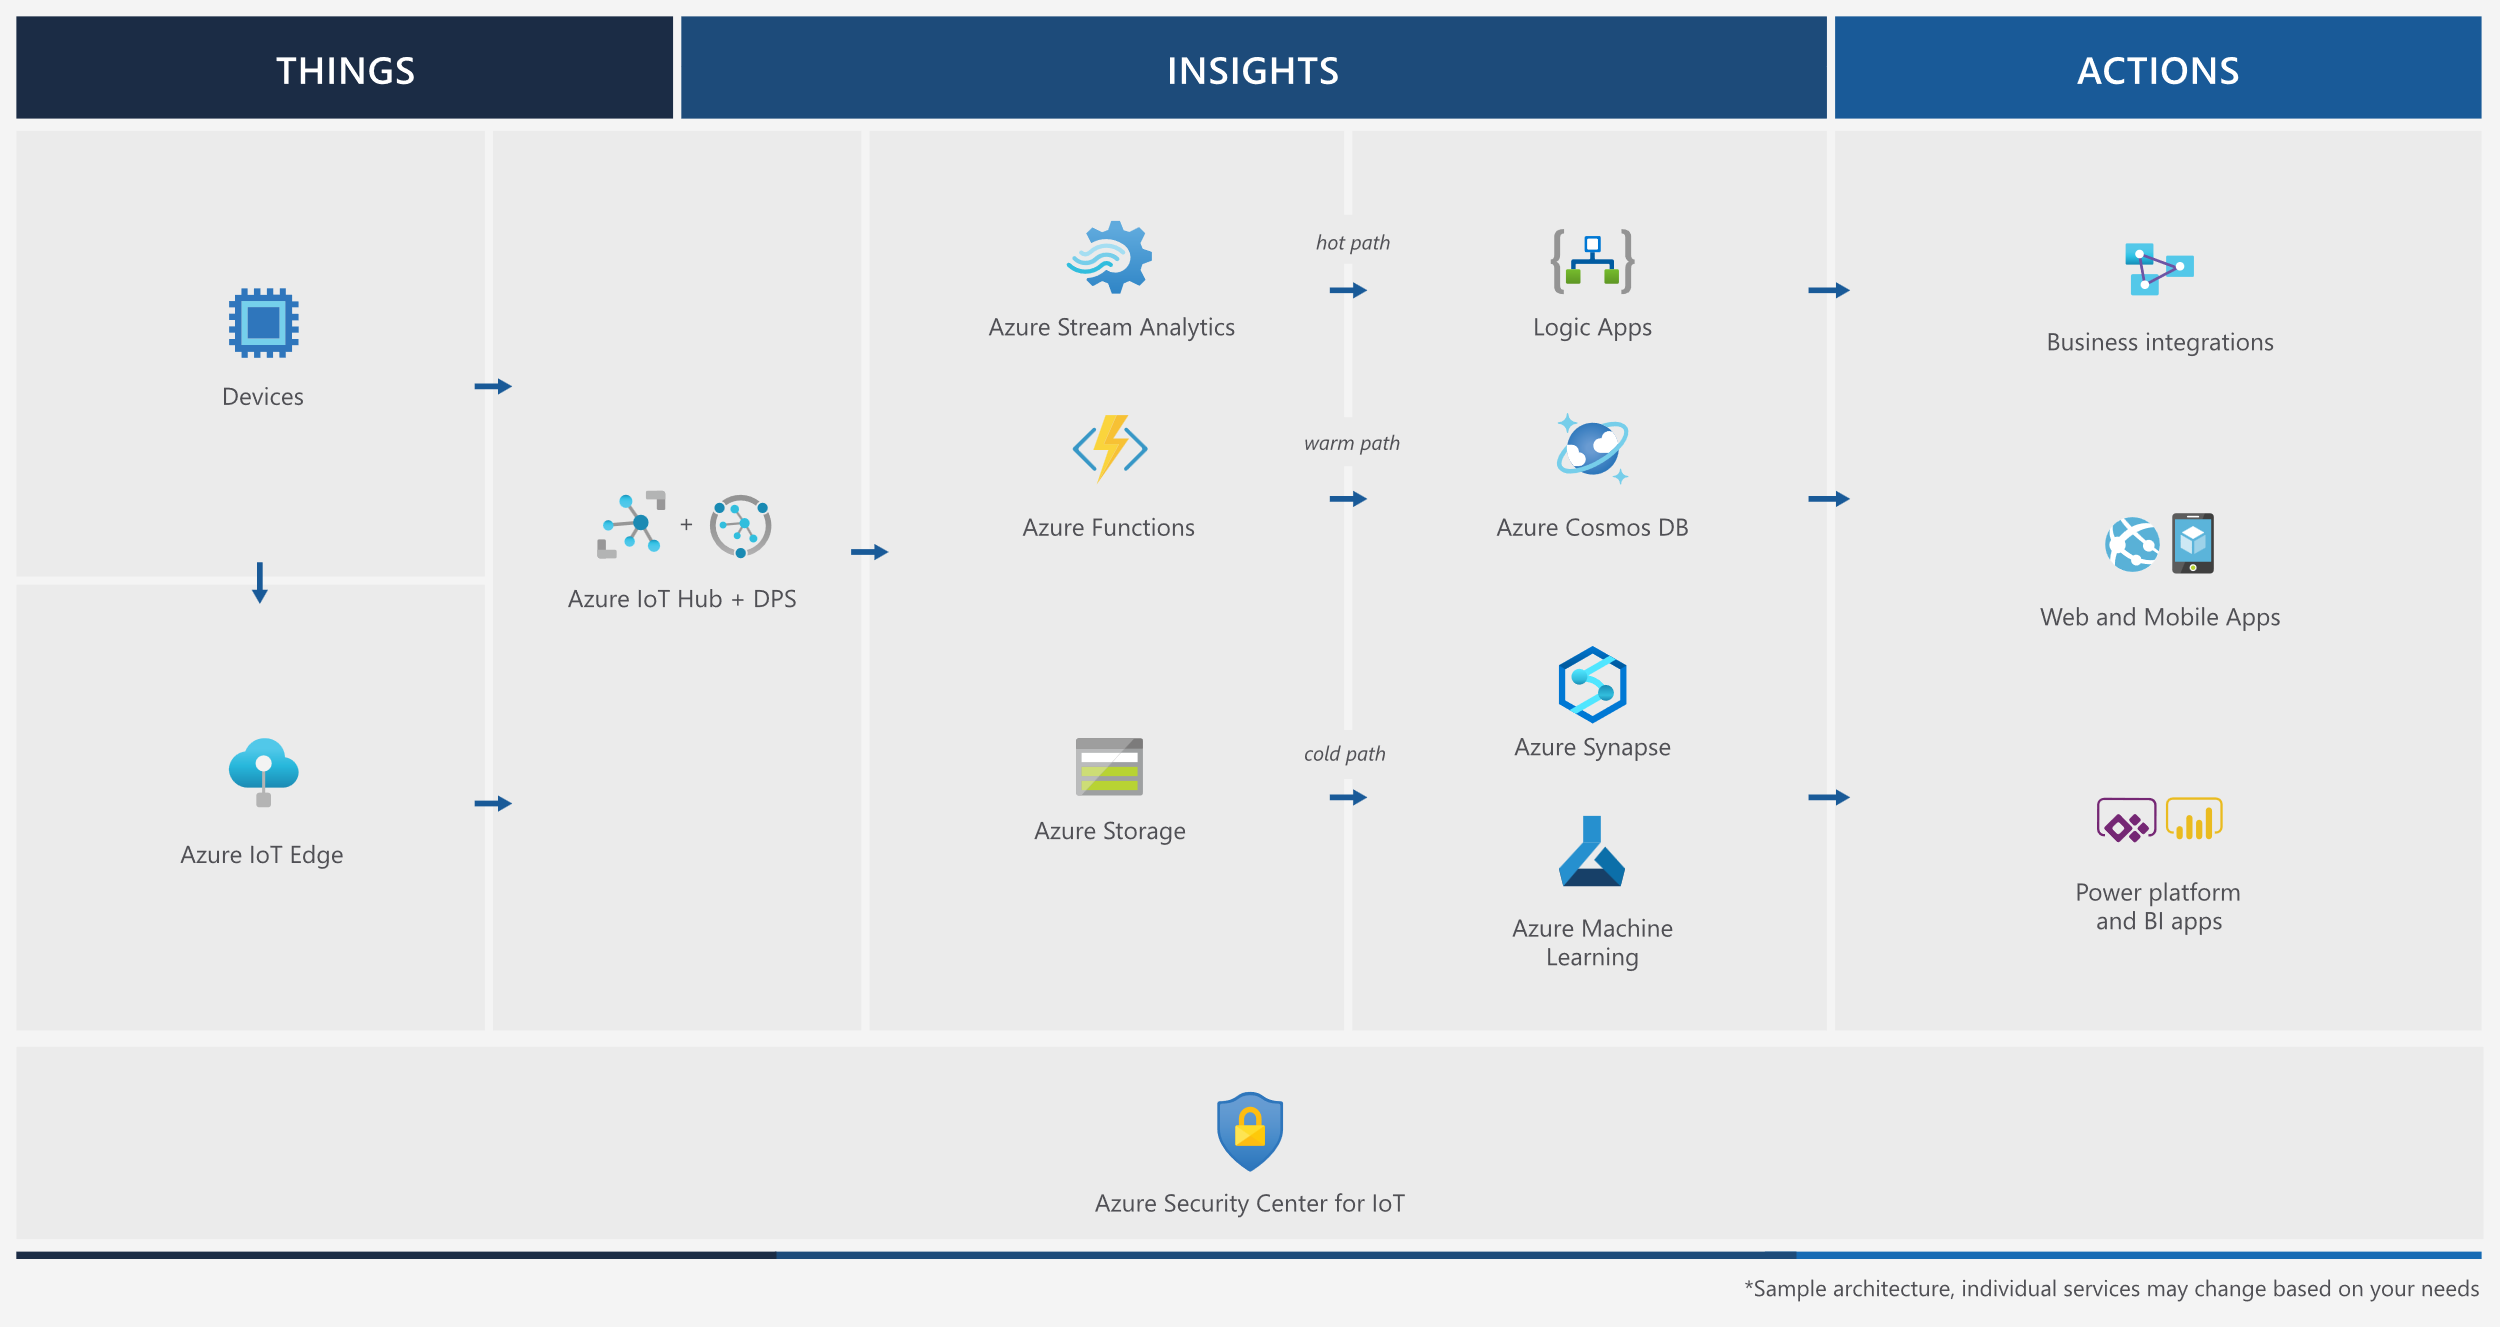 THINGS
INSIGHTS
ACTIONS
Devices
Azure IoT Edge
+
Azure IoT Hub + DPS
Azure Stream Analytics
hot path
Logic Apps
Azure Functions
warm path
Azure Cosmos DB
Azure Storage
cold path
Azure Synapse
Azure Machine
Learning
Business integrations
Web and Mobile Apps
Power platform
and BI apps
Azure Security Center for IoT
*Sample architecture, individual services may change based on your needs